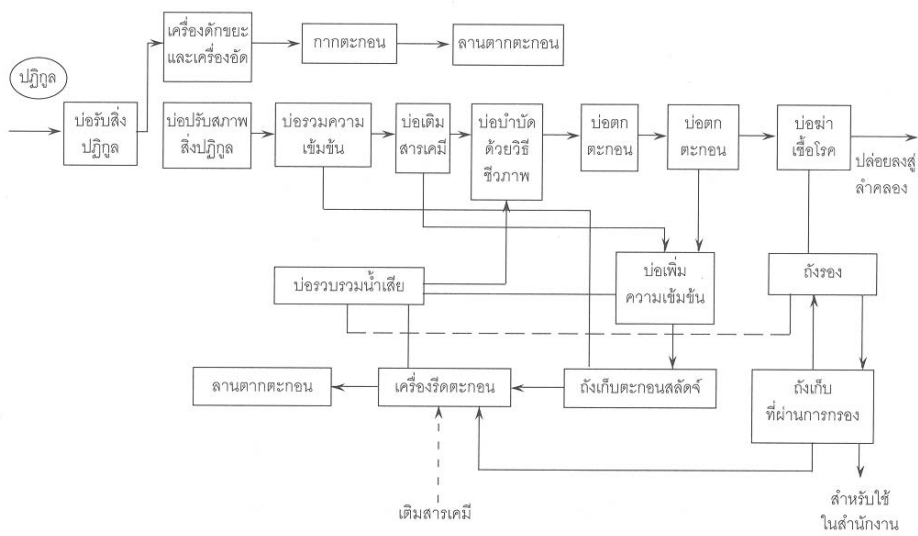 เครื่องดักขยะ
และเครื่องอัด
กากตะกอน
ลานตากตะกอน
ปฏิกูล
บ่อรับสิ่ง
ปฏิกูล
บ่อปรับสภาพ
สิ่งปฏิกูล
บ่อรวมความ
เข้มข้น
บ่อเติม
สารเคมี
บ่อบำบัด
ด้วยวิธี
ชีวภาพ
บ่อตก
ตะกอน
บ่อตก
ตะกอน
บ่อฆ่า
เชื้อโรค
ปล่อยลงสู่
ลำคลอง
บ่อรวบรวมน้ำเสีย
บ่อเพิ่ม
ความเข้มข้น
ถังรอง
ลานตากตะกอน
เครื่องรีดตะกอน
ถังเก็บตะกอนสลัดจ์
ถังเก็บ
ที่ผ่านการกรอง
เติมสารเคมี
สำหรับใช้
ในสำนักงาน